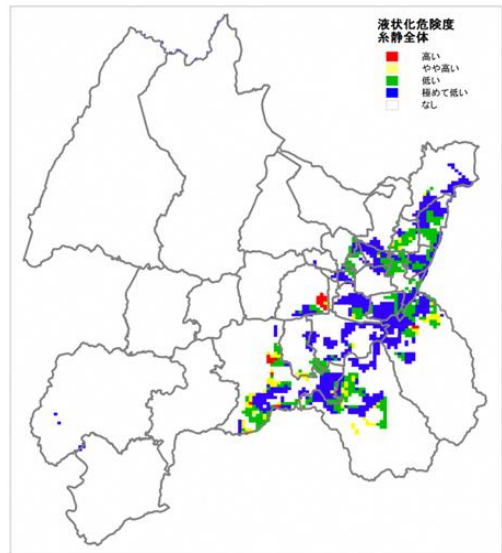 液状化危険度
糸静全体
高い
やや高い
低い
極めて低い
なし